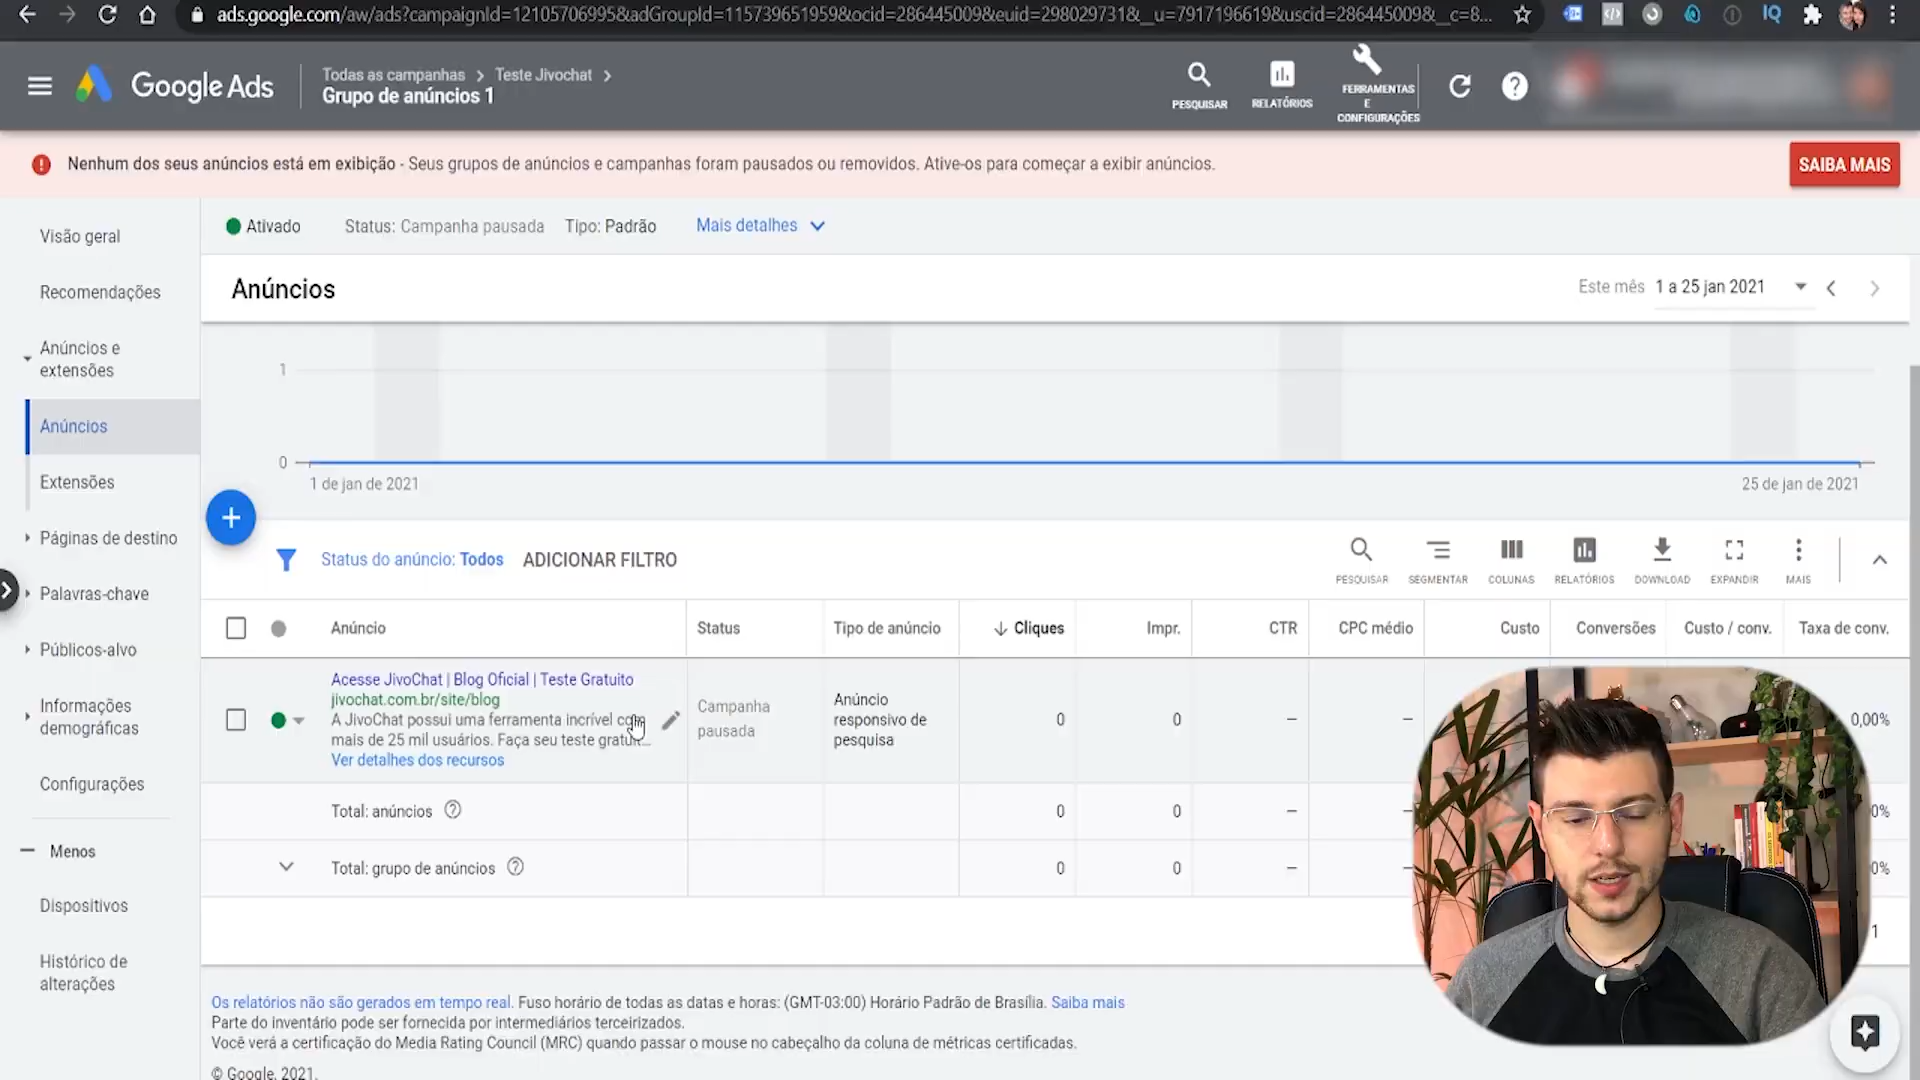 ads.google.com/aw/ads?campaignId=12105706995&adGroupId=115739651959&ocid=286445009&euid=298029731&__u=7917196619&uscid=286445009&__c=8...
Google Ads
Todas as campanhas > Teste Jivochat >
Grupo de anúncios 1
PESQUISAR
RELATÓRIOS
FERRAMENTAS
E
CONFIGURAÇÕES
Nenhum dos seus anúncios está em exibição - Seus grupos de anúncios e campanhas foram pausados ou removidos. Ative-os para começar a exibir anúncios.
SAIBA MAIS
Visão geral
Recomendações
Anúncios e
extensões
Anúncios
Extensões
Páginas de destino
Palavras-chave
Públicos-alvo
Informações
demográficas
Configurações
Menos
Dispositivos
Histórico de
alterações
Ativado
Status: Campanha pausada
Tipo: Padrão
Mais detalhes
Anúncios
Este mês 1 a 25 jan 2021
1
0
1 de jan de 2021
25 de jan de 2021
Status do anúncio: Todos
ADICIONAR FILTRO
PESQUISAR
SEGMENTAR
COLUNAS
RELATÓRIOS
DOWNLOAD
EXPANDIR
MAIS
Anúncio
Status
Tipo de anúncio
Cliques
Impr.
CTR
CPC médio
Custo
Conversões
Custo / conv.
Taxa de conv.
Acesse JivoChat | Blog Oficial | Teste Gratuito
jivochat.com.br/site/blog
A JivoChat possui uma ferramenta incrível com
mais de 25 mil usuários. Faça seu teste gratuit...
Ver detalhes dos recursos
Campanha
pausada
Anúncio
responsivo de
pesquisa
0
0
–
–
0,00%
Total: anúncios
0
0
–
–
0%
Total: grupo de anúncios
0
0
–
–
0%
1
Os relatórios não são gerados em tempo real. Fuso horário de todas as datas e horas: (GMT-03:00) Horário Padrão de Brasília. Saiba mais
Parte do inventário pode ser fornecida por intermediários terceirizados.
Você verá a certificação do Media Rating Council (MRC) quando passar o mouse no cabeçalho da coluna de métricas certificadas.
© Google, 2021.